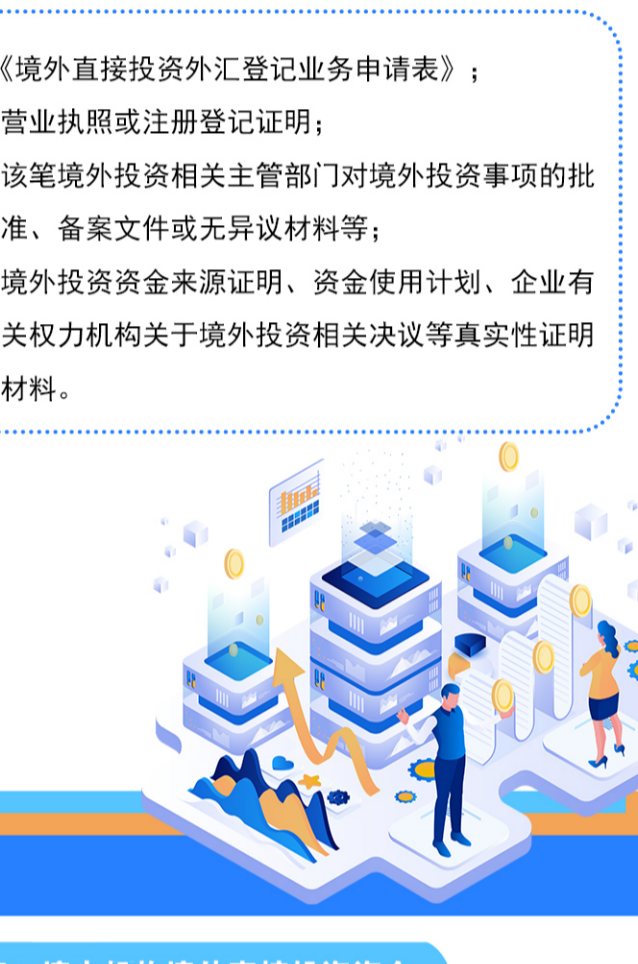 《境外直接投资外汇登记业务申请表》；
营业执照或注册登记证明；
该笔境外投资相关主管部门对境外投资事项的批
准、备案文件或无异议材料等；
境外投资资金来源证明、资金使用计划、企业有
关权力机构关于境外投资相关决议等真实性证明
材料。